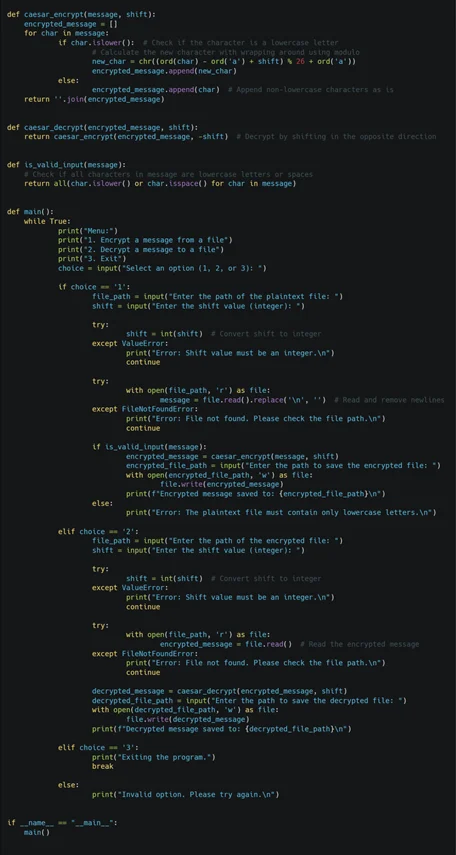 def caesar_encrypt(message, shift):
    encrypted_message = []
    for char in message:
            if char.islower():  # Check if the character is a lowercase letter
                    # Calculate the new character with wrapping around using modulo
                    new_char = chr((ord(char) - ord('a') + shift) % 26 + ord('a'))
                    encrypted_message.append(new_char)
            else:
                    encrypted_message.append(char)  # Append non-lowercase characters as is
    return ''.join(encrypted_message)

def caesar_decrypt(encrypted_message, shift):
    return caesar_encrypt(encrypted_message, -shift)  # Decrypt by shifting in the opposite direction

def is_valid_input(message):
    # Check if all characters in message are lowercase letters or spaces
    return all(char.islower() or char.isspace() for char in message)

def main():
    while True:
            print("Menu:")
            print("1. Encrypt a message from a file")
            print("2. Decrypt a message to a file")
            print("3. Exit")
            choice = input("Select an option (1, 2, or 3): ")

            if choice == '1':
                    file_path = input("Enter the path of the plaintext file: ")
                    shift = input("Enter the shift value (integer): ")

                    try:
                            shift = int(shift)  # Convert shift to integer
                    except ValueError:
                            print("Error: Shift value must be an integer.\n")
                            continue

                    try:
                            with open(file_path, 'r') as file:
                                    message = file.read().replace('\n', '')  # Read and remove newlines
                    except FileNotFoundError:
                            print("Error: File not found. Please check the file path.\n")
                            continue

                    if is_valid_input(message):
                            encrypted_message = caesar_encrypt(message, shift)
                            encrypted_file_path = input("Enter the path to save the encrypted file: ")
                            with open(encrypted_file_path, 'w') as file:
                                    file.write(encrypted_message)
                            print(f"Encrypted message saved to: {encrypted_file_path}\n")
                    else:
                            print("Error: The plaintext file must contain only lowercase letters.\n")

            elif choice == '2':
                    file_path = input("Enter the path of the encrypted file: ")
                    shift = input("Enter the shift value (integer): ")

                    try:
                            shift = int(shift)  # Convert shift to integer
                    except ValueError:
                            print("Error: Shift value must be an integer.\n")
                            continue

                    try:
                            with open(file_path, 'r') as file:
                                    encrypted_message = file.read()  # Read the encrypted message
                    except FileNotFoundError:
                            print("Error: File not found. Please check the file path.\n")
                            continue

                    decrypted_message = caesar_decrypt(encrypted_message, shift)
                    decrypted_file_path = input("Enter the path to save the decrypted file: ")
                    with open(decrypted_file_path, 'w') as file:
                            file.write(decrypted_message)
                    print(f"Decrypted message saved to: {decrypted_file_path}\n")

            elif choice == '3':
                    print("Exiting the program.")
                    break

            else:
                    print("Invalid option. Please try again.\n")

if __name__ == "__main__":
    main()